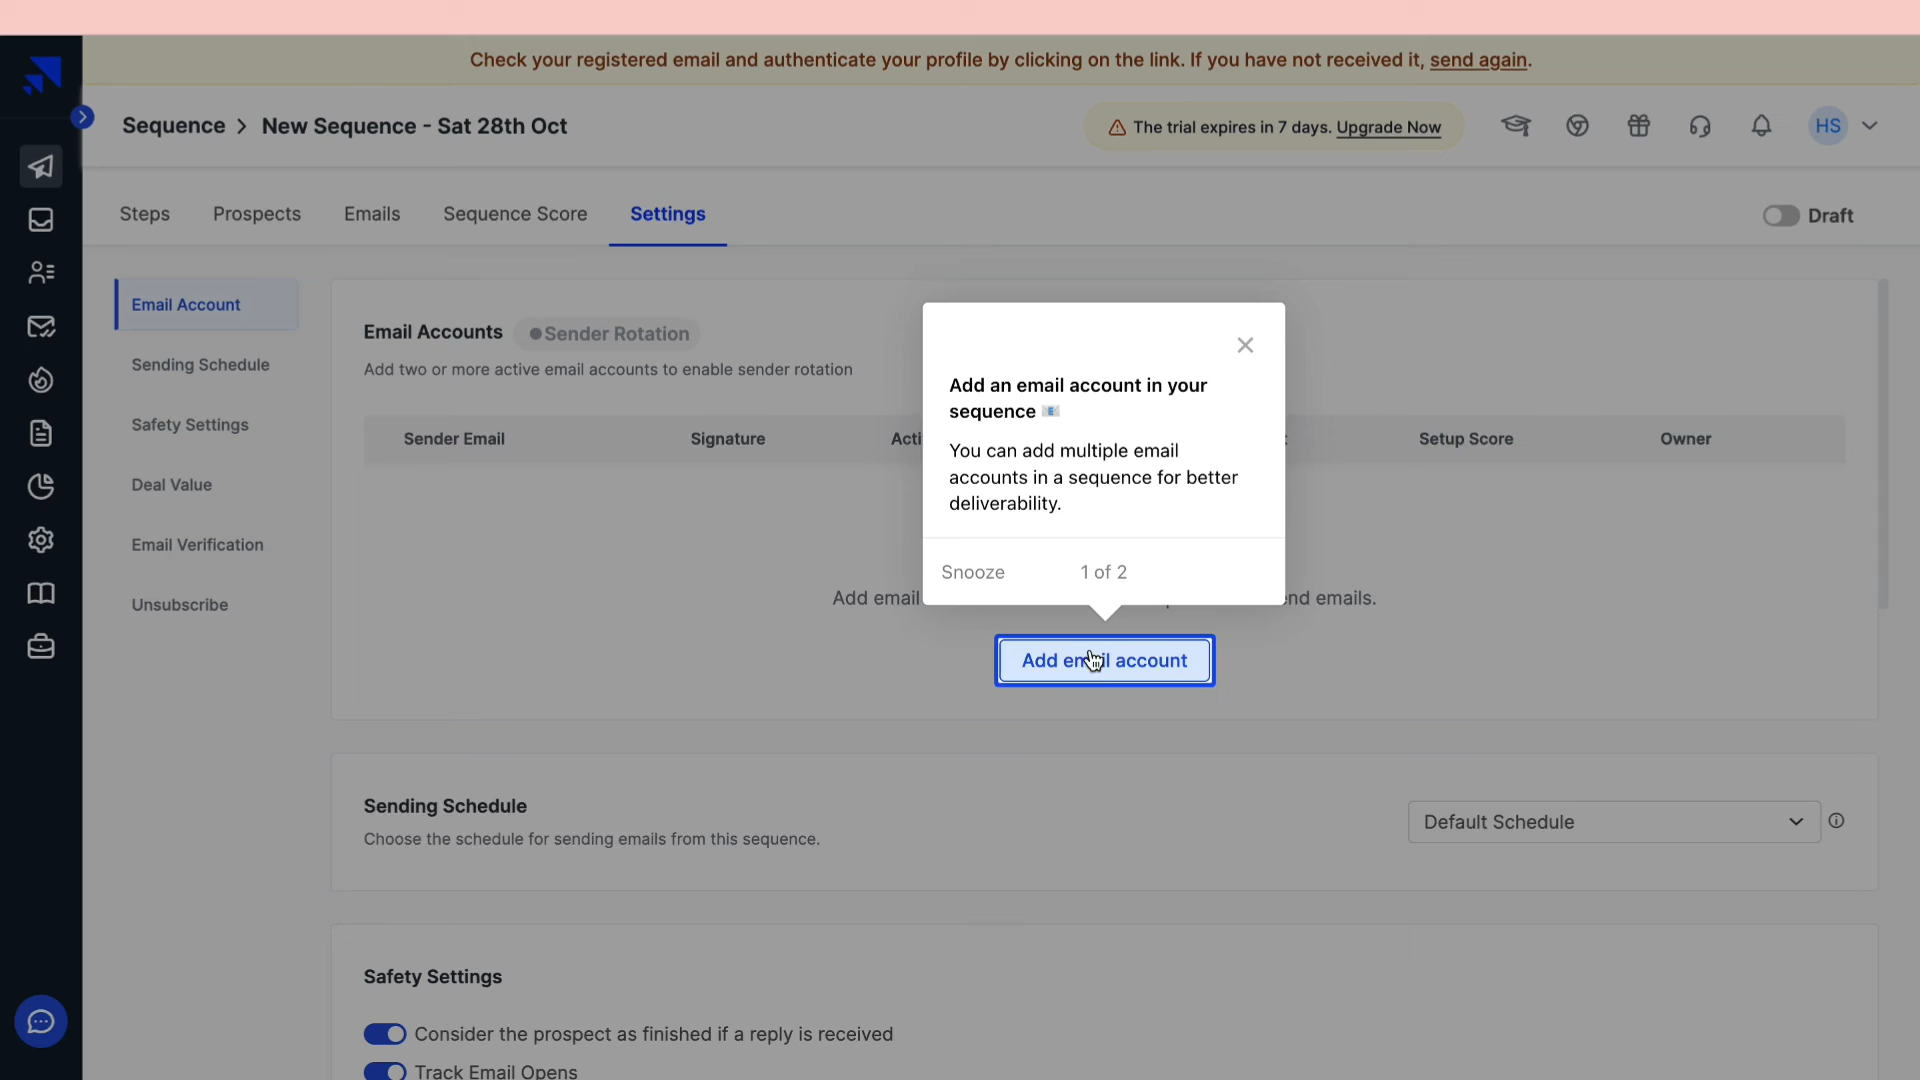 Check your registered email and authenticate your profile by clicking on the link. If you have not received it, send again.
Sequence > New Sequence - Sat 28th Oct
The trial expires in 7 days. Upgrade Now
HS
Steps
Prospects
Emails
Sequence Score
Settings
Draft
Email Account
Sending Schedule
Safety Settings
Deal Value
Email Verification
Unsubscribe
Email Accounts
Sender Rotation
Add two or more active email accounts to enable sender rotation
Sender Email
Signature
Setup Score
Owner
Add an email account in your
sequence
You can add multiple email
accounts in a sequence for better
deliverability.
Snooze
1 of 2
Add email
emails.
Add email account
Sending Schedule
Choose the schedule for sending emails from this sequence.
Default Schedule
Safety Settings
Consider the prospect as finished if a reply is received
Track Email Opens